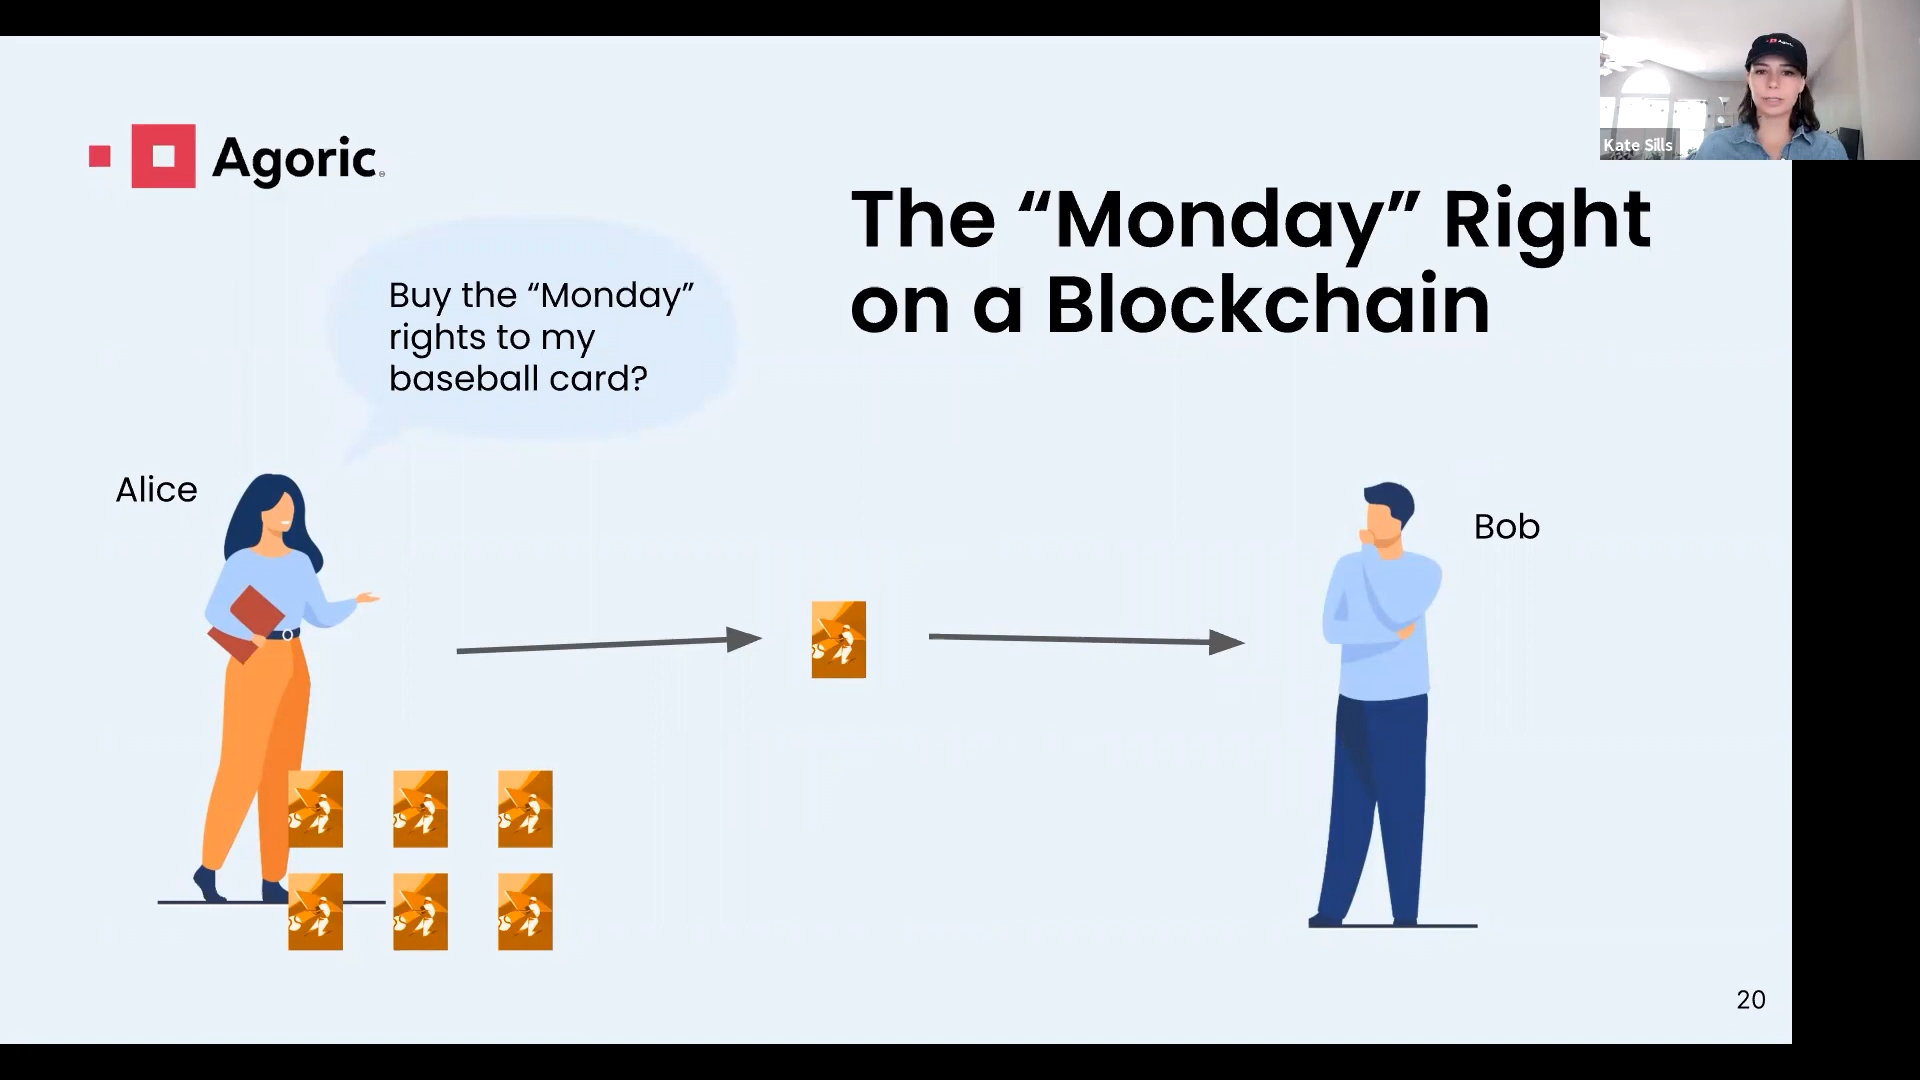 Kate Sills
Agoric
The “Monday” Right
on a Blockchain
Buy the “Monday”
rights to my
baseball card?
Alice
Bob
20